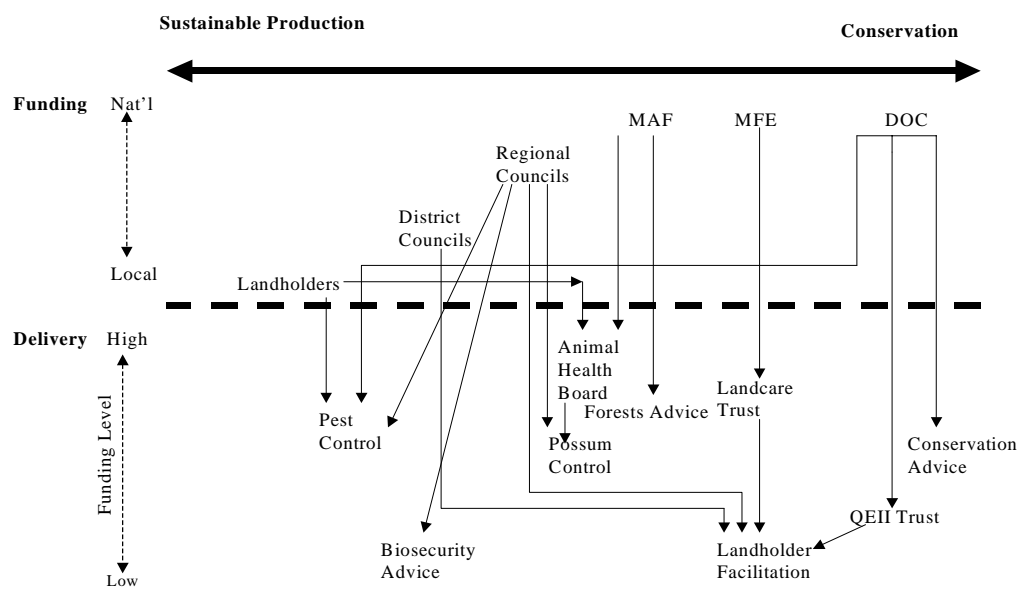 Sustainable Production
Conservation
Funding Nat'l
MAF MFE DOC
Regional
Councils
District
Councils
Local
Landholders
Delivery High
Animal
Health
Board
Landcare
Trust
Forests Advice
Pest
Control
Possum
Control
Conservation
Advice
Funding Level
QEII Trust
Biosecurity
Advice
Landholder
Facilitation
Low